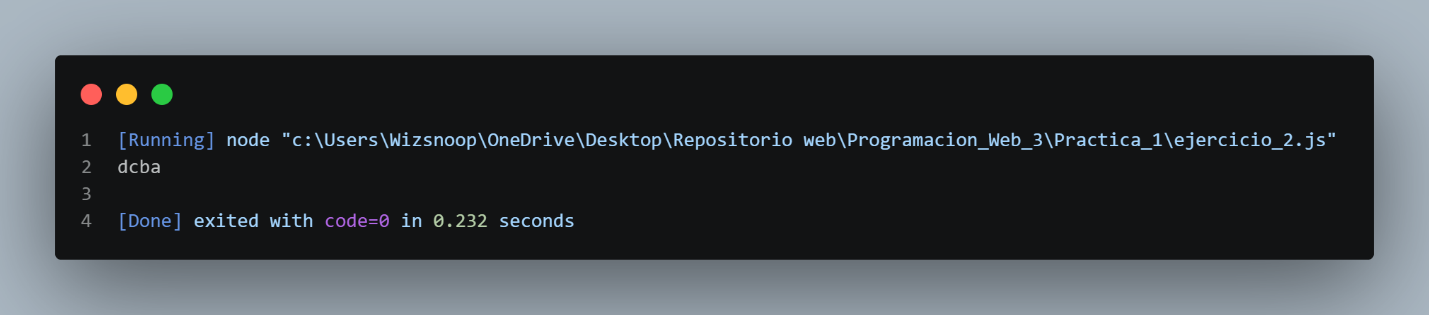 1 [Running] node "c:\Users\Wizsnoop\OneDrive\Desktop\Repositorio web\Programacion_Web_3\Practica_1\ejercicio_2.js"
2 dcba
3
4 [Done] exited with code=0 in 0.232 seconds